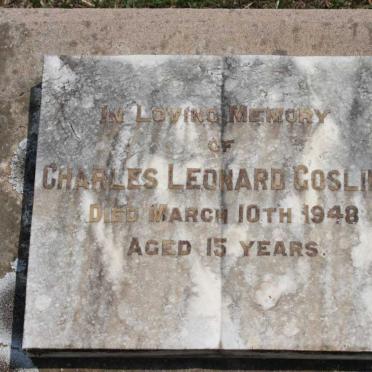 In Loving Memory
of
Charles Leonard Gosli
Died March 10th 1948
Aged 15 years.